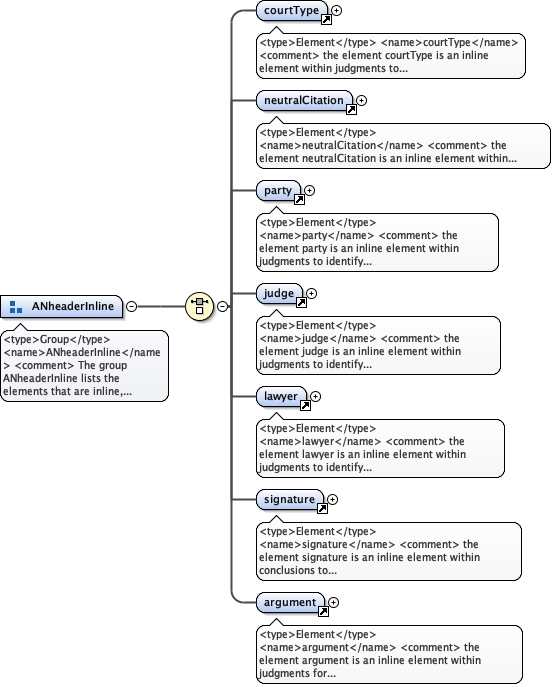 courtType
<type>Element</type> <name>courtType</name>
<comment> the element courtType is an inline
element within judgments to...
neutralCitation
<type>Element</type>
<name>neutralCitation</name> <comment> the
element neutralCitation is an inline element within...
party
<type>Element</type>
<name>party</name> <comment> the
element party is an inline element within
judgments to identify...
ANheaderInline
<type>Group</type>
<name>ANheaderInline</name
> <comment> The group
ANheaderInline lists the
elements that are inline,...
judge
<type>Element</type>
<name>judge</name> <comment> the
element judge is an inline element within
judgments to identify...
lawyer
<type>Element</type>
<name>lawyer</name> <comment> the
element lawyer is an inline element within
judgments to identify...
signature
<type>Element</type>
<name>signature</name> <comment> the
element signature is an inline element within
conclusions to...
argument
<type>Element</type>
<name>argument</name> <comment> the
element argument is an inline element within
judgments for...